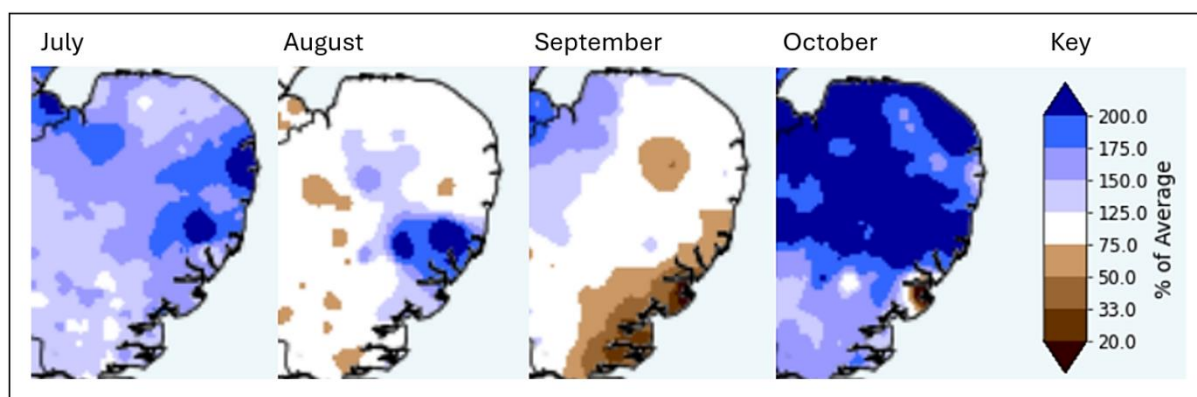 July
August
September
October
Key
200.0
175.0
150.0
125.0
75.0
50.0
33.0
20.0
% of Average